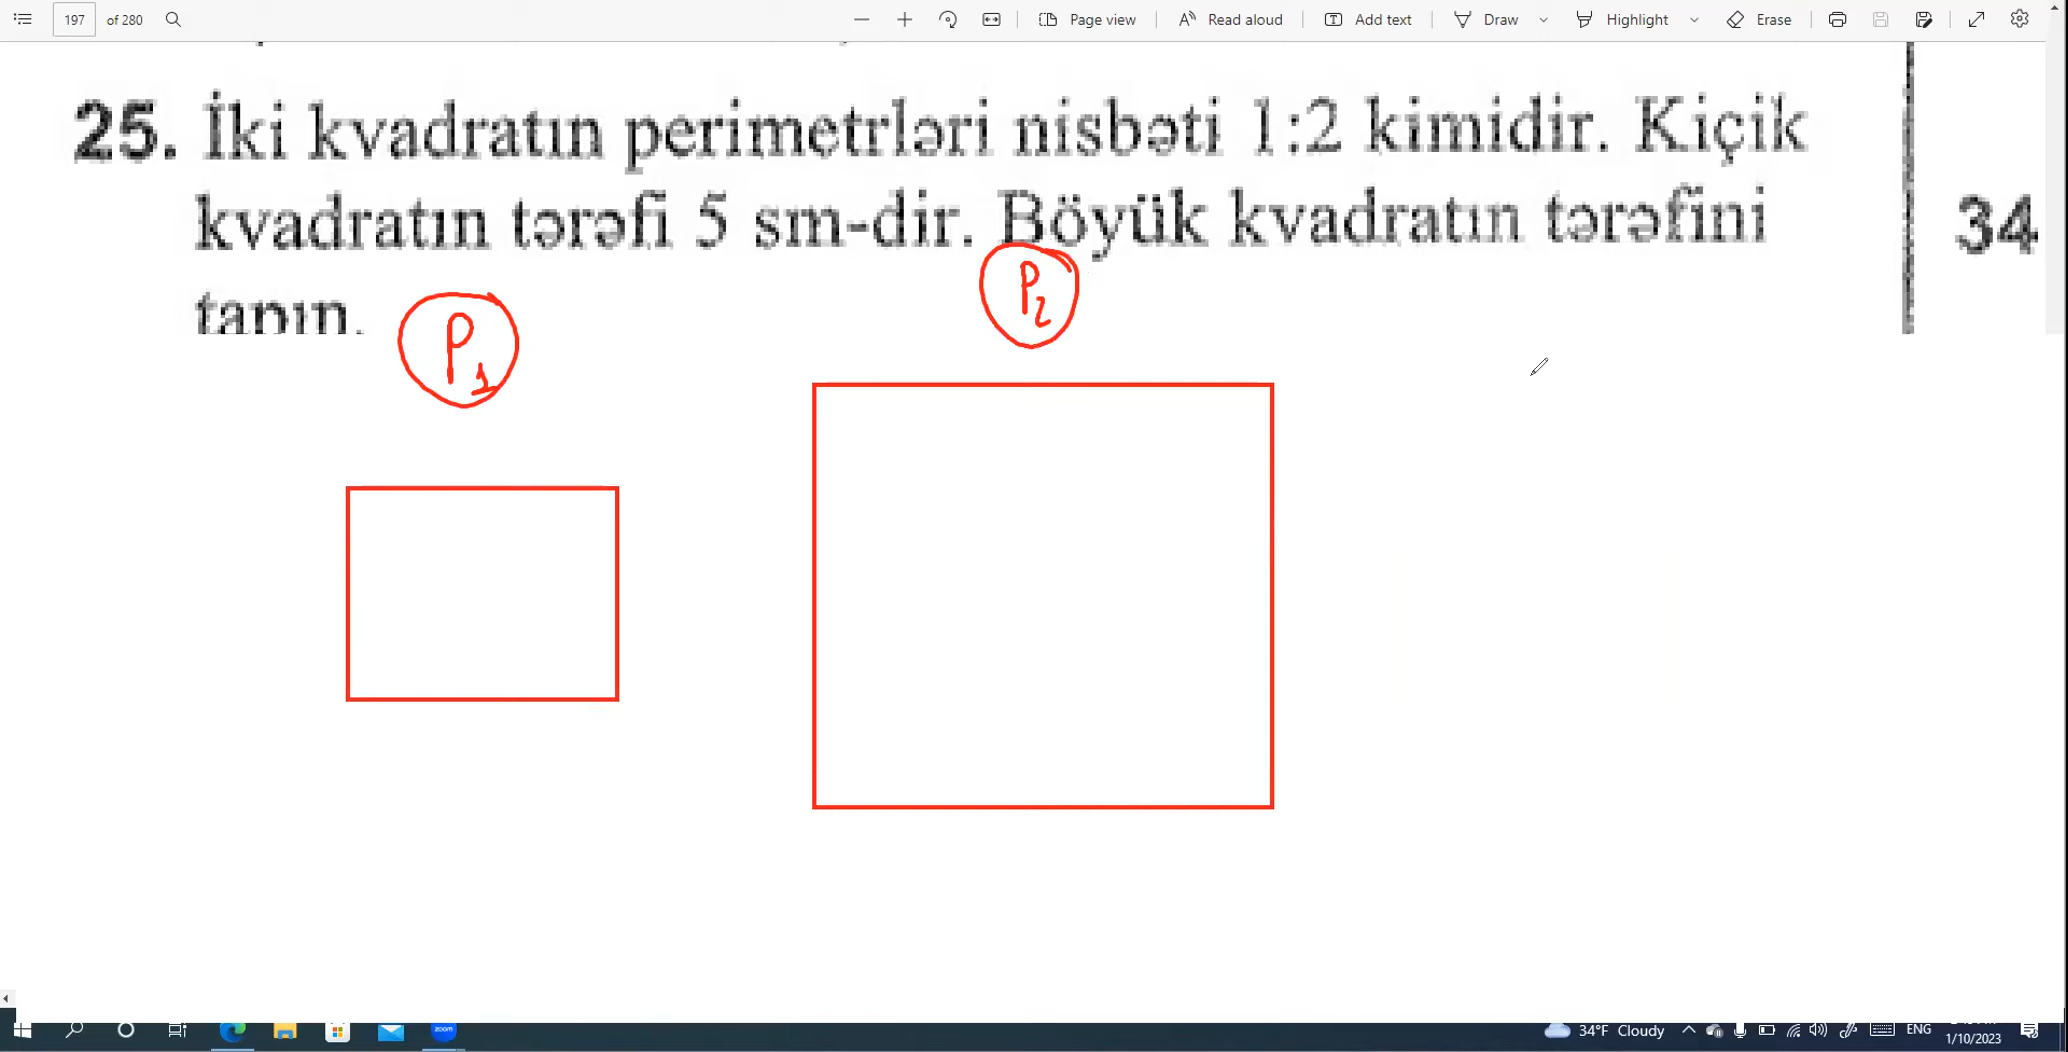 197 of 280 Page view Read aloud Add text Draw Highlight Erase
25. İki kvadratın perimetrləri nisbəti 1:2 kimidir. Kiçik
kvadratın tərəfi 5 sm-dir. Böyük kvadratın tərəfini
34
tapın.
P1
P2
zoom
34°F Cloudy ENG
1/10/2023